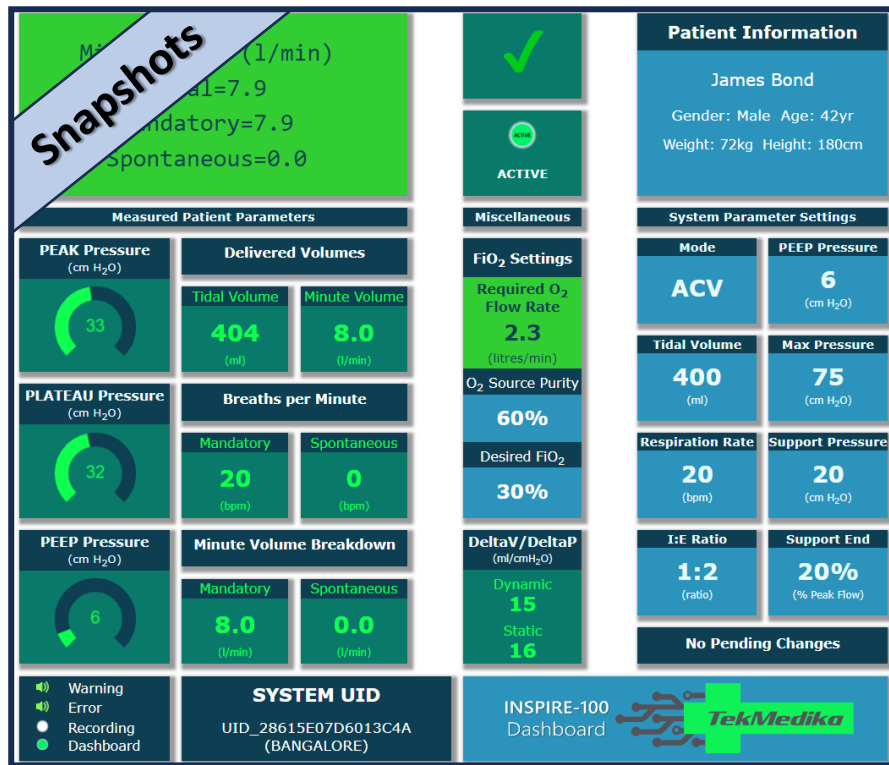 Snapshots
(l/min)
=7.9
=7.9
Spontaneous=0.0
ACTIVE
ACTIVE
Patient Information
James Bond
Gender: Male Age: 42yr
Weight: 72kg Height: 180cm
Measured Patient Parameters
Miscellaneous
System Parameter Settings
PEAK Pressure
(cm H₂O)
33
Delivered Volumes
Tidal Volume
404
(ml)
Minute Volume
8.0
(l/min)
PLATEAU Pressure
(cm H₂O)
32
Breaths per Minute
Mandatory
20
(bpm)
Spontaneous
0
(bpm)
PEEP Pressure
(cm H₂O)
6
Minute Volume Breakdown
Mandatory
8.0
(l/min)
Spontaneous
0.0
(l/min)
FiO₂ Settings
Required O₂
Flow Rate
2.3
(litres/min)
O₂ Source Purity
60%
Desired FiO₂
30%
DeltaV/DeltaP
(ml/cmH₂O)
Dynamic
15
Static
16
Mode
ACV
PEEP Pressure
6
(cm H₂O)
Tidal Volume
400
(ml)
Max Pressure
75
(cm H₂O)
Respiration Rate
20
(bpm)
Support Pressure
20
(cm H₂O)
I:E Ratio
1:2
(ratio)
Support End
20%
(% Peak Flow)
No Pending Changes
Warning
Error
Recording
Dashboard
SYSTEM UID
UID_28615E07D6013C4A
(BANGALORE)
INSPIRE-100
Dashboard
TekMedika